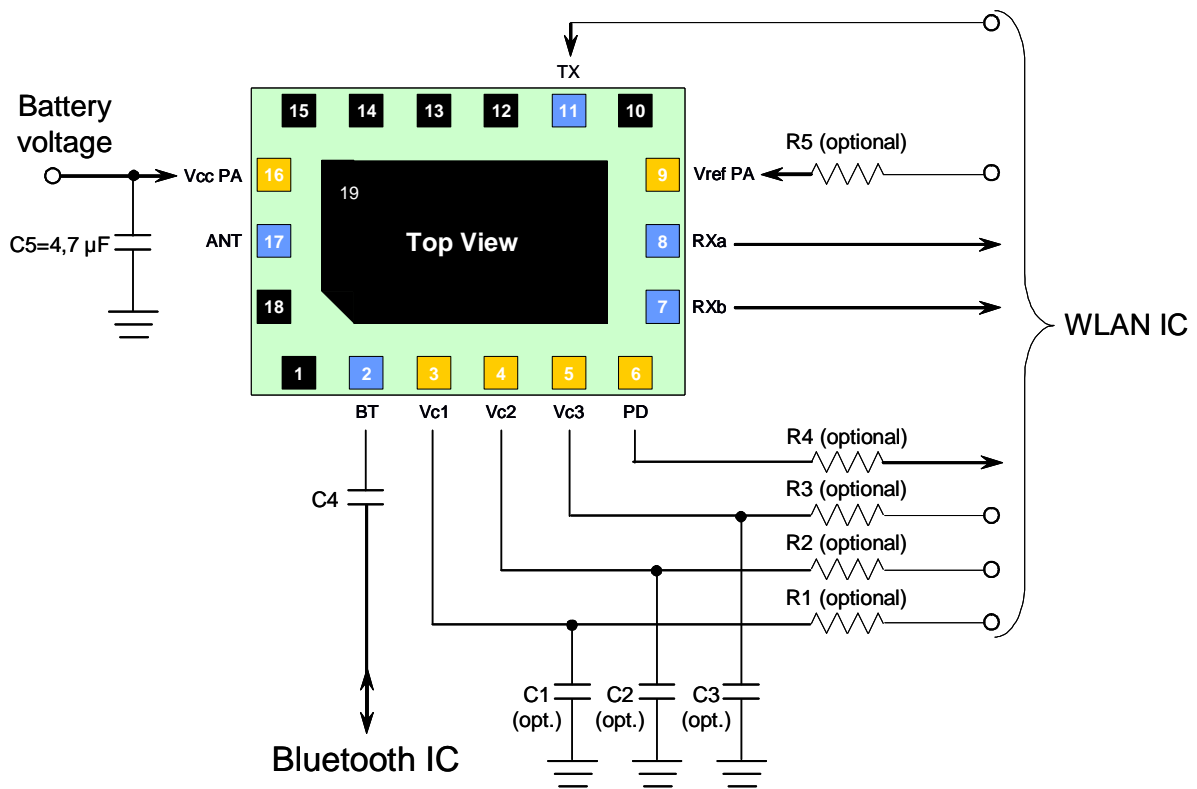 TX
15
14
13
12
11
10
Battery
voltage
R5 (optional)
Vcc PA
16
19
9
Vref PA
C5=4,7 µF
ANT
17
Top View
8
RXa
18
7
RXb
WLAN IC
1
2
3
4
5
6
BT
Vc1
Vc2
Vc3
PD
R4 (optional)
C4
R3 (optional)
R2 (optional)
R1 (optional)
C1
(opt.)
C2
(opt.)
C3
(opt.)
Bluetooth IC